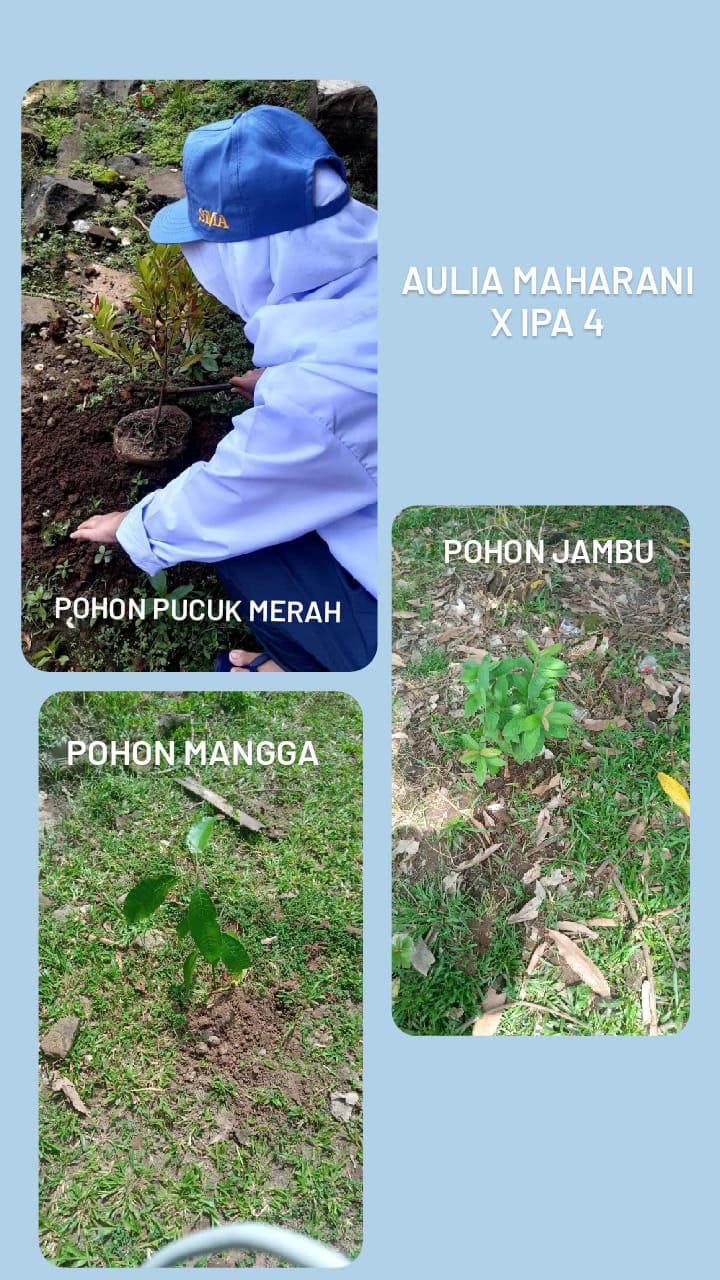 SMA
AULIA MAHARANI
X IPA 4
POHON PUCUK MERAH
POHON JAMBU
POHON MANGGA